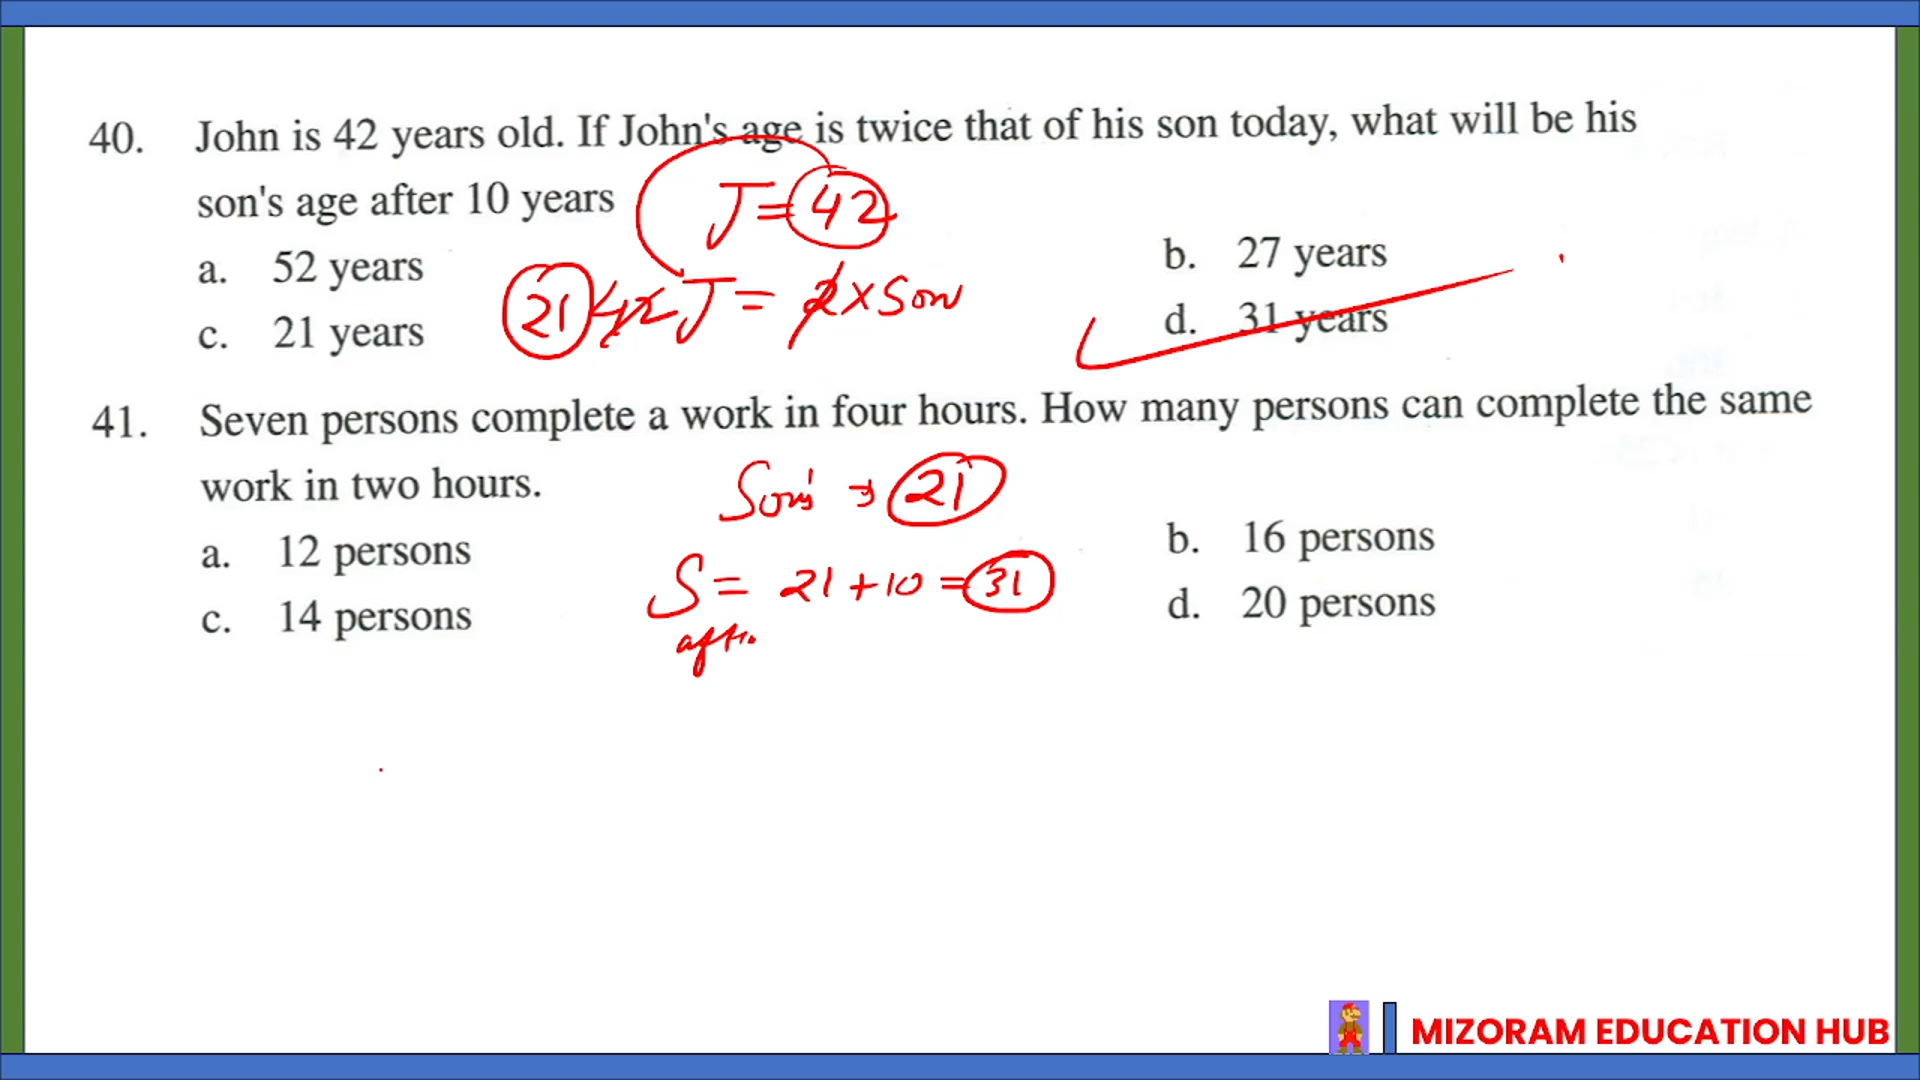 40. John is 42 years old. If John's age is twice that of his son today, what will be his
son's age after 10 years
J = 42
a. 52 years
b. 27 years
21 42 J = 2 x Son
c. 21 years
d. 31 years
41. Seven persons complete a work in four hours. How many persons can complete the same
work in two hours.
Son's → 21
a. 12 persons
b. 16 persons
S = 21 + 10 = 31
c. 14 persons
d. 20 persons
MIZORAM EDUCATION HUB